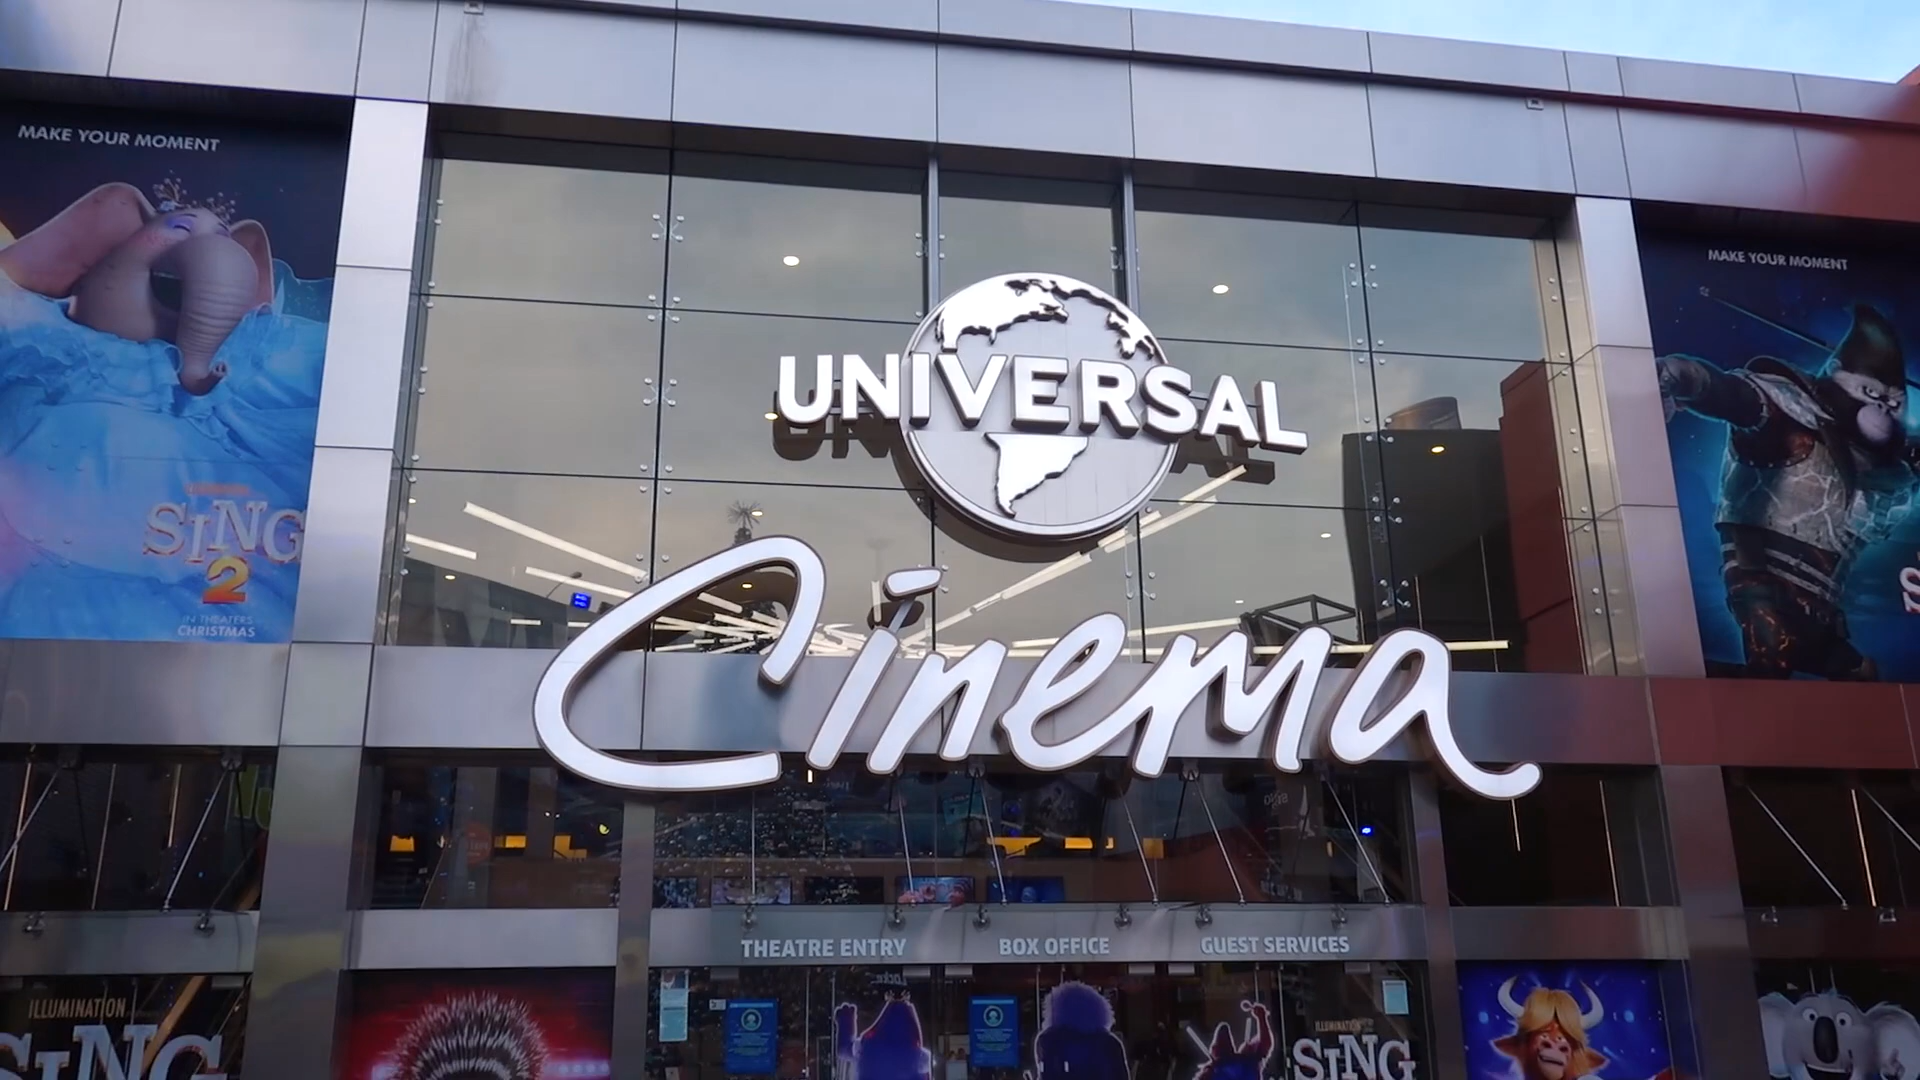 MAKE YOUR MOMENT
SING
2
IN THEATERS
CHRISTMAS
UNIVERSAL
Cinema
MAKE YOUR MOMENT
THEATRE ENTRY
BOX OFFICE
GUEST SERVICES
ILLUMINATION
SING
ILLUMINATION
SING